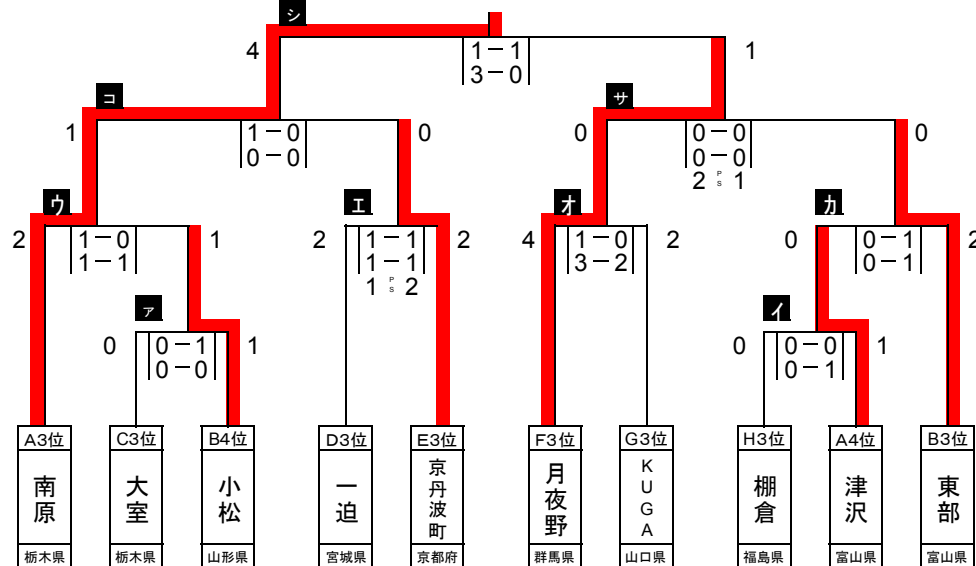 シ
4 1－1 1
3－0
コ サ
1 1－0 0 0 0－0 0
0－0 0－0
2 PS 1
ウ エ オ カ
2 1－0 1 2 1－1 2 4 1－0 2 0 0－1 2
1－1 1－1 3－2 0－1
1 PS 2
ァ イ
0 0－1 1 0 0－0 1
0－0 0－1
A3位 C3位 B4位 D3位 E3位 F3位 G3位 H3位 A4位 B3位
南原 大室 小松 一迫 京丹波町 月夜野 KUGA 棚倉 津沢 東部
栃木県 栃木県 山形県 宮城県 京都府 群馬県 山口県 福島県 富山県 富山県